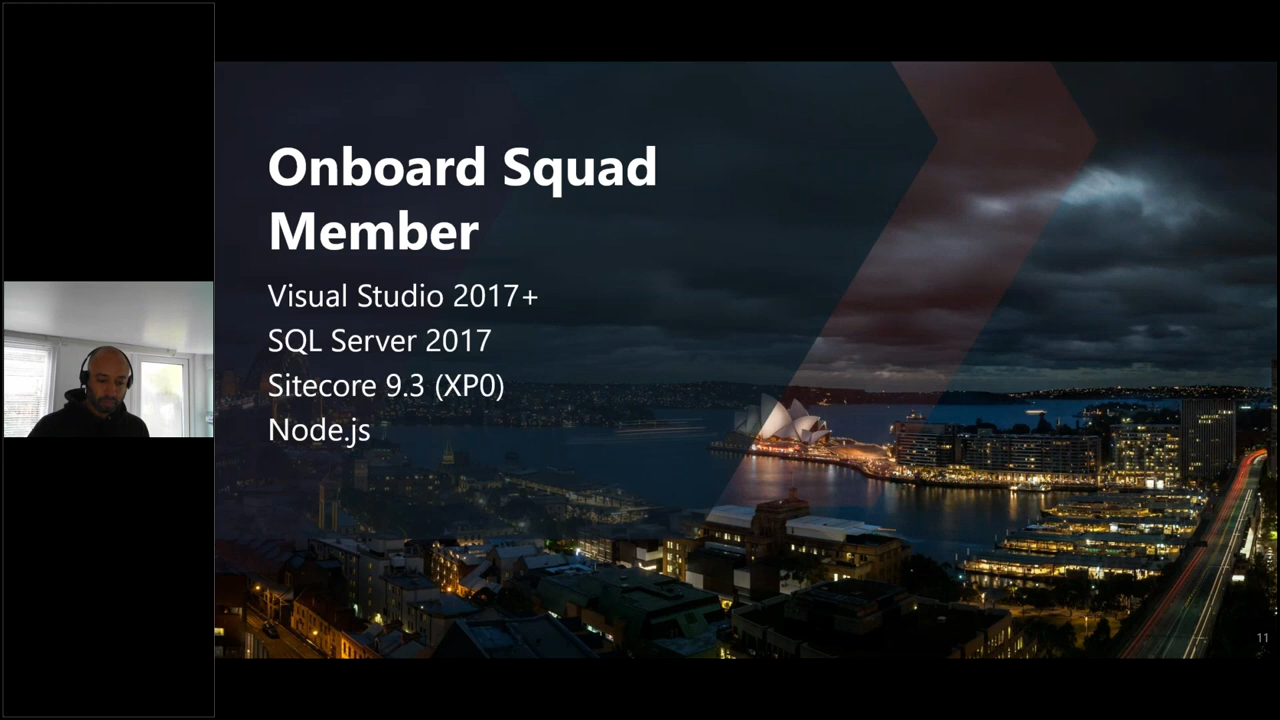 Onboard Squad
Member
Visual Studio 2017+
SQL Server 2017
Sitecore 9.3 (XP0)
Node.js
11